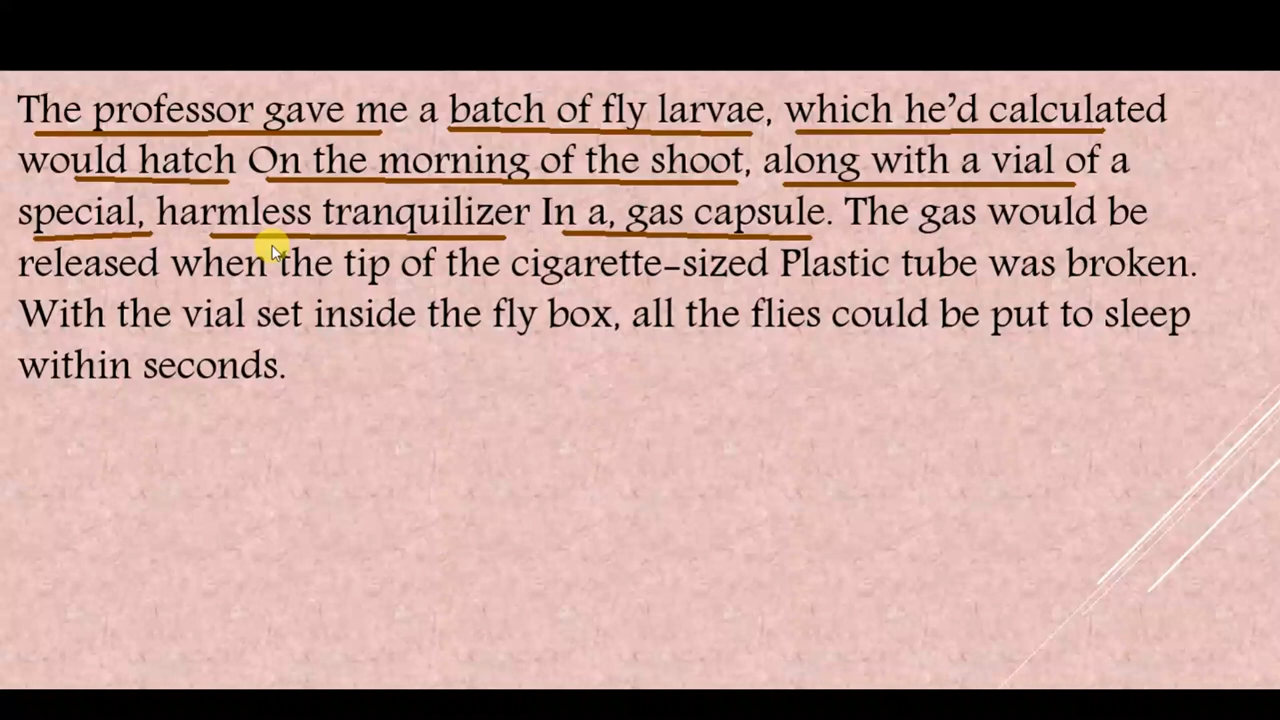 The professor gave me a batch of fly larvae, which he’d calculated
would hatch On the morning of the shoot, along with a vial of a
special, harmless tranquilizer In a, gas capsule. The gas would be
released when the tip of the cigarette-sized Plastic tube was broken.
With the vial set inside the fly box, all the flies could be put to sleep
within seconds.